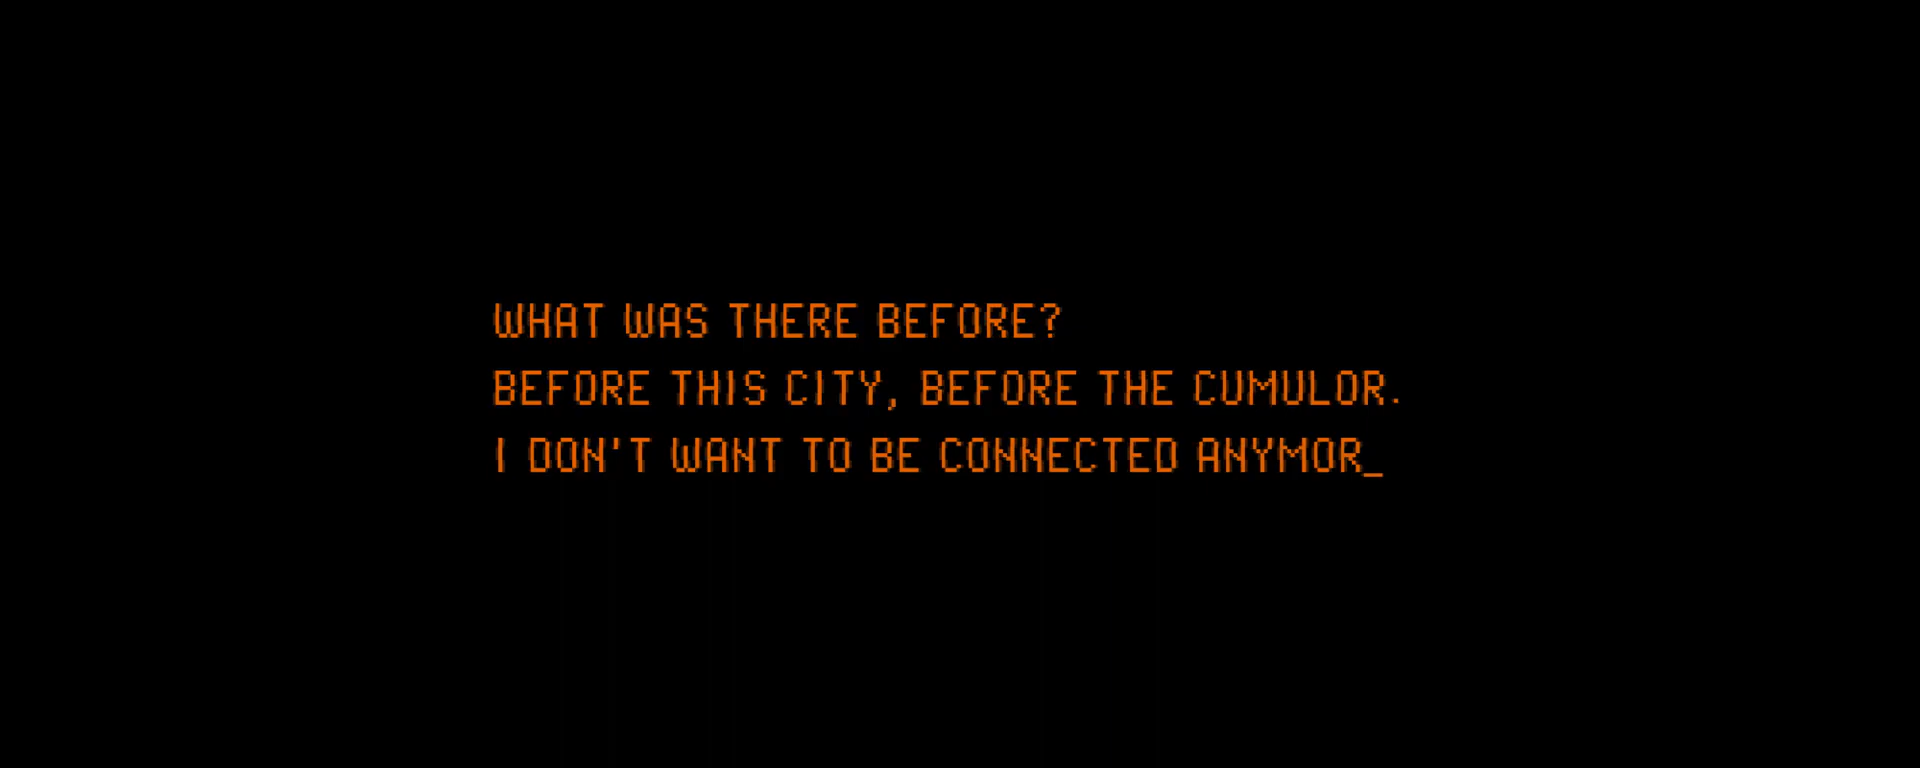 WHAT WAS THERE BEFORE?
BEFORE THIS CITY, BEFORE THE CUMULOR.
I DON'T WANT TO BE CONNECTED ANYMOR_